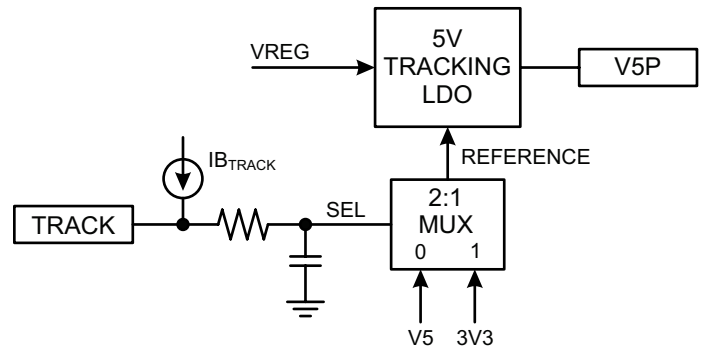 5V
TRACKING
LDO
VREG
V5P
IBTRACK
REFERENCE
TRACK
SEL
2:1
MUX
0 1
V5 3V3